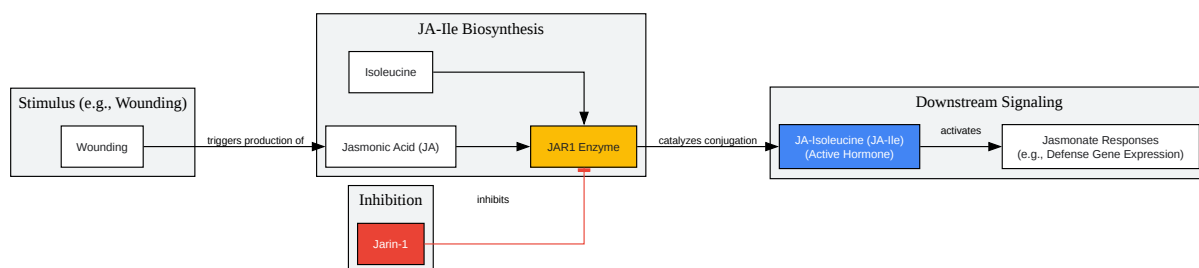 JA-Ile Biosynthesis
Isoleucine
Stimulus (e.g., Wounding)
Downstream Signaling
Wounding
triggers production of
Jasmonic Acid (JA)
JAR1 Enzyme
catalyzes conjugation
JA-Isoleucine (JA-Ile)
(Active Hormone)
activates
Jasmonate Responses
(e.g., Defense Gene Expression)
Inhibition
inhibits
Jarin-1